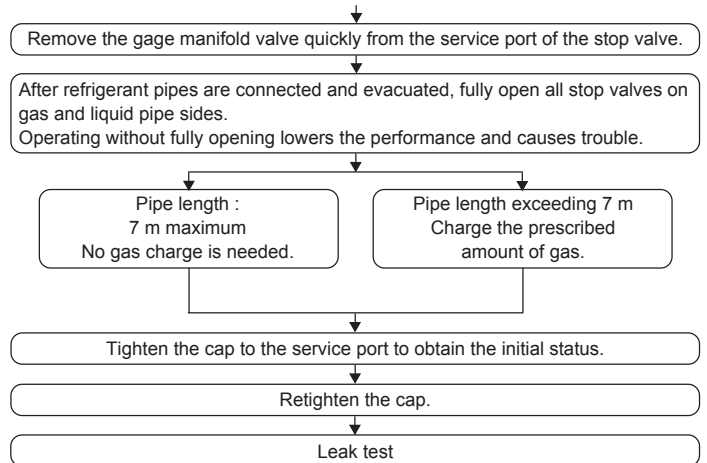 Remove the gage manifold valve quickly from the service port of the stop valve.
After refrigerant pipes are connected and evacuated, fully open all stop valves on
gas and liquid pipe sides.
Operating without fully opening lowers the performance and causes trouble.
Pipe length :
7 m maximum
No gas charge is needed.
Pipe length exceeding 7 m
Charge the prescribed
amount of gas.
Tighten the cap to the service port to obtain the initial status.
Retighten the cap.
Leak test